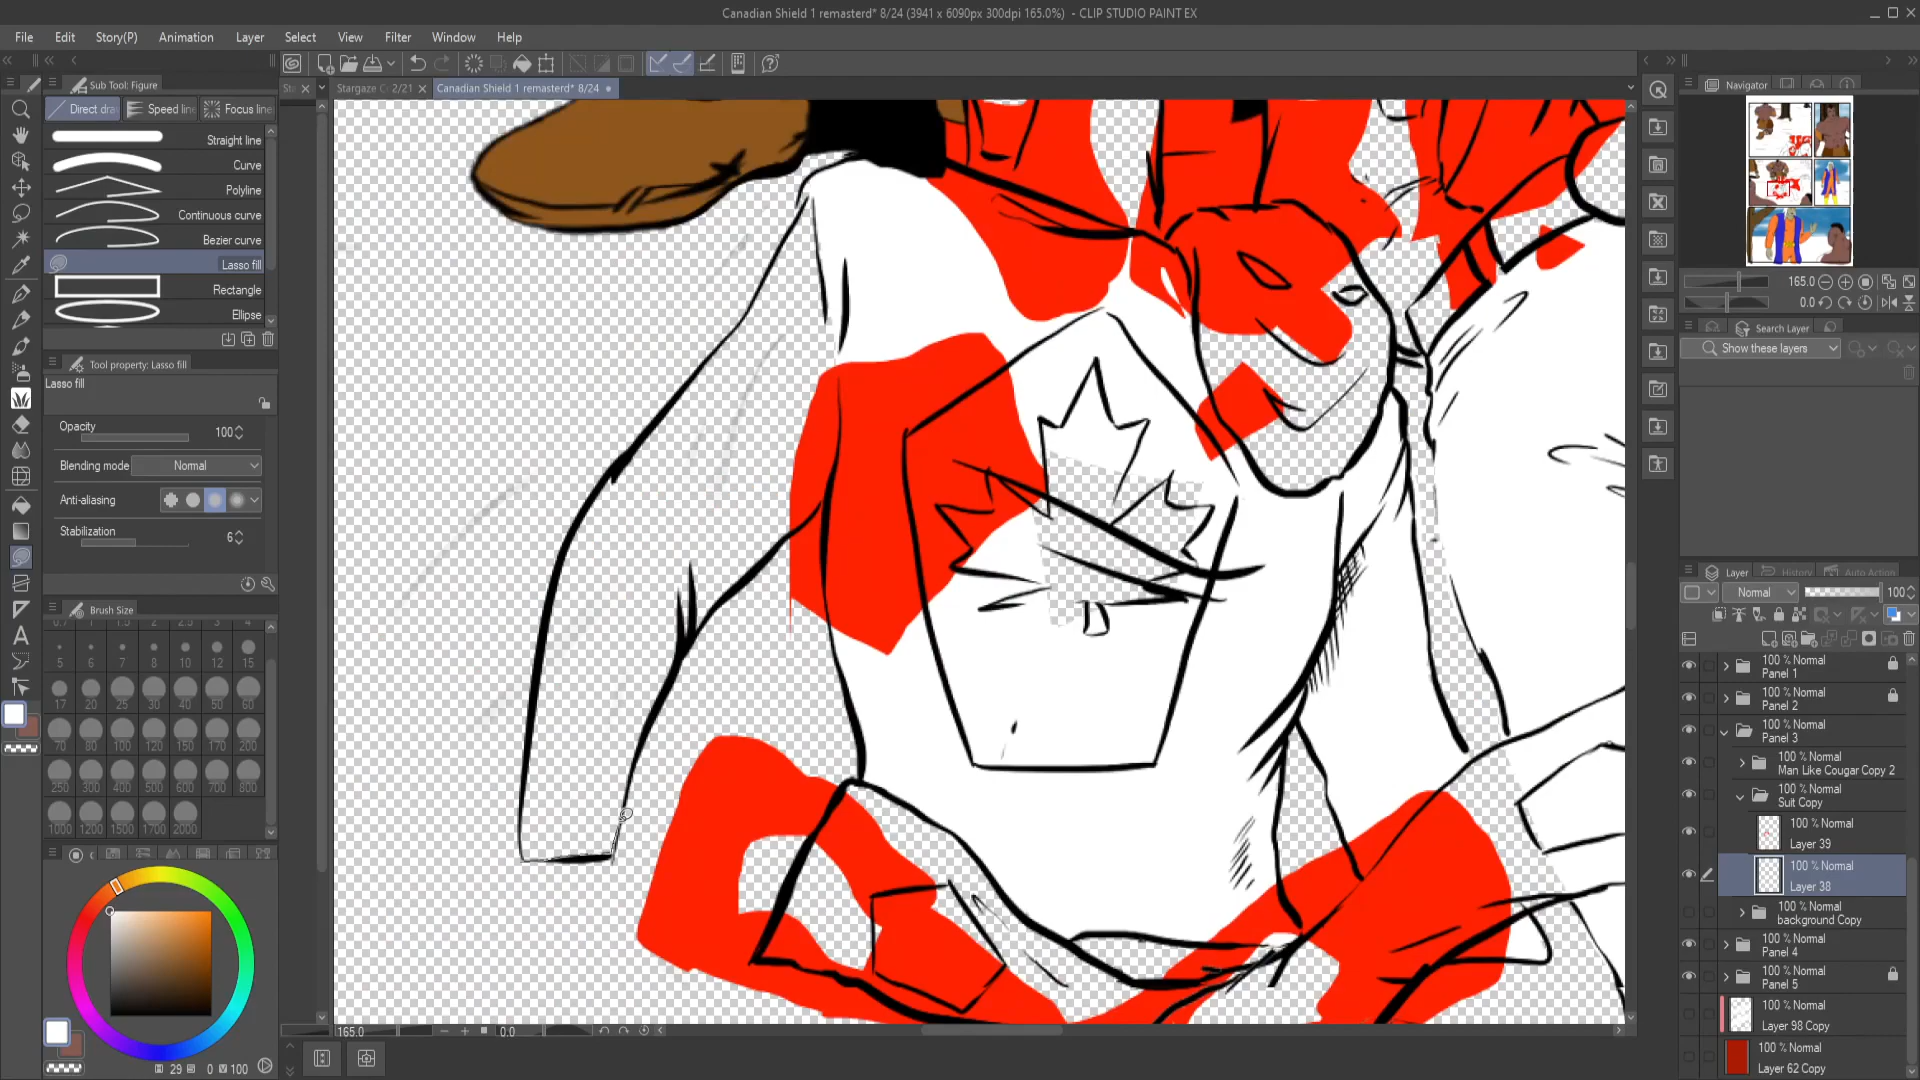 Canadian Shield 1 remasterd* 8/24 (3941 x 6090px 300dpi 165.0%) - CLIP STUDIO PAINT EX
File Edit Story(P) Animation Layer Select View Filter Window Help
Sub Tool: Figure
Direct dra Speed line Focus line
Straight line
Curve
Polyline
Continuous curve
Bezier curve
Lasso fill
Rectangle
Ellipse
Tool property: Lasso fill
Lasso fill
Opacity 100
Blending mode Normal
Anti-aliasing
Stabilization 6
Brush Size
0.7 1 1.5 2 3 4
5 6 7 8 10 12 15
17 20 25 30 40 50 60
70 80 100 120 150 170 200
250 300 400 500 600 700 800
1000 1200 1500 1700 2000
29 0 100
Sta Stargaze C 2/21 Canadian Shield 1 remasterd* 8/24
165.0 0.0
Navigator
165.0
0.0
Search Layer
Show these layers
Layer History Auto Action
Normal 100
100 % Normal
Panel 1
100 % Normal
Panel 2
100 % Normal
Panel 3
100 % Normal
Man Like Cougar Copy 2
100 % Normal
Suit Copy
100 % Normal
Layer 39
100 % Normal
Layer 38
100 % Normal
background Copy
100 % Normal
Panel 4
100 % Normal
Panel 5
100 % Normal
Layer 98 Copy
100 % Normal
Layer 62 Copy